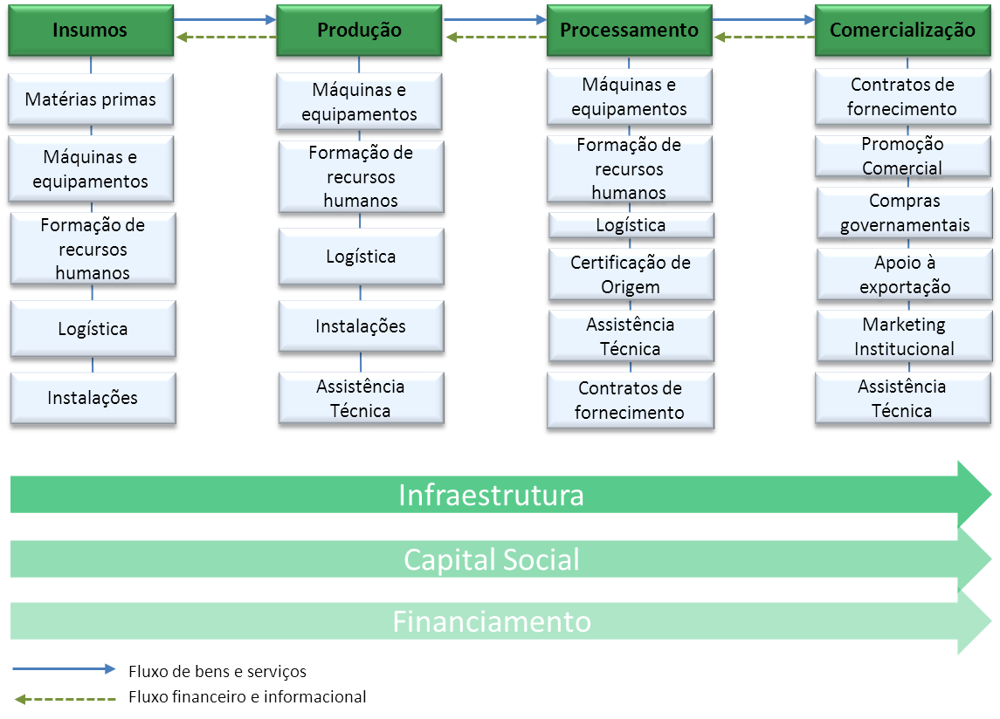 Insumos
Produção
Processamento
Comercialização
Matérias primas
Máquinas e
equipamentos
Formação de
recursos
humanos
Logística
Instalações
Máquinas e
equipamentos
Formação de
recursos
humanos
Logística
Instalações
Assistência
Técnica
Máquinas e
equipamentos
Formação de
recursos
humanos
Logística
Certificação de
Origem
Assistência
Técnica
Contratos de
fornecimento
Contratos de
fornecimento
Promoção
Comercial
Compras
governamentais
Apoio à
exportação
Marketing
Institucional
Assistência
Técnica
Infraestrutura
Capital Social
Financiamento
Fluxo de bens e serviços
Fluxo financeiro e informacional